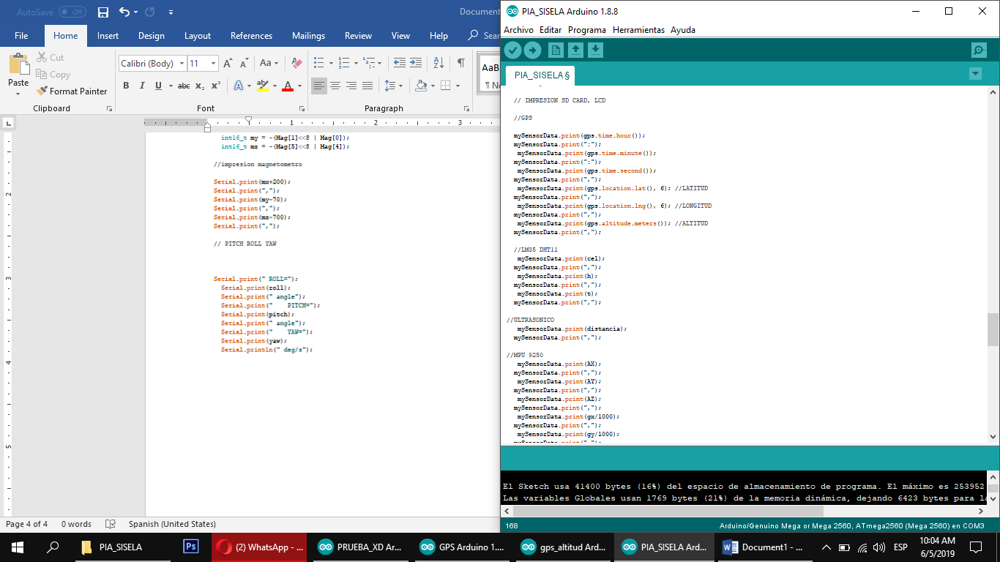 AutoSave Off
Document
File Home Insert Design Layout References Mailings Review View Help Sear
Paste
Cut
Copy
Format Painter
Clipboard
Calibri (Body) 11
Font
Paragraph
AaB
¶ No
1 2 3
int16_t my = -(Mag[1]<<8 | Mag[0]);
int16_t mz = -(Mag[5]<<8 | Mag[4]);
//impresion magnetometro
Serial.print(mx+200);
Serial.print(",");
Serial.print(my-70);
Serial.print(",");
Serial.print(mz-700);
Serial.print(",");
// PITCH ROLL YAW
Serial.print(" ROLL=");
Serial.print(roll);
Serial.print(" angle");
Serial.print("    PITCH=");
Serial.print(pitch);
Serial.print(" angle");
Serial.print("    YAW=");
Serial.print(yaw);
Serial.println(" deg/s");
2
3
4
5
Page 4 of 4 0 words Spanish (United States)
PIA_SISELA Arduino 1.8.8
Archivo Editar Programa Herramientas Ayuda
PIA_SISELA §
// IMPRESION SD CARD, LCD
//GPS
mySensorData.print(gps.time.hour());
mySensorData.print(":");
mySensorData.print(gps.time.minute());
mySensorData.print(":");
mySensorData.print(gps.time.second());
mySensorData.print(",");
mySensorData.print(gps.location.lat(), 6); //LATITUD
mySensorData.print(",");
mySensorData.print(gps.location.lng(), 6); //LONGITUD
mySensorData.print(",");
mySensorData.print(gps.altitude.meters()); //ALTITUD
mySensorData.print(",");
//LM35 DHT11
mySensorData.print(cel);
mySensorData.print(",");
mySensorData.print(h);
mySensorData.print(",");
mySensorData.print(t);
mySensorData.print(",");
//ULTRASONICO
mySensorData.print(distancia);
mySensorData.print(",");
//MPU 9250
mySensorData.print(AX);
mySensorData.print(",");
mySensorData.print(AY);
mySensorData.print(",");
mySensorData.print(AZ);
mySensorData.print(",");
mySensorData.print(gx/1000);
mySensorData.print(",");
mySensorData.print(gy/1000);
mySensorData.print(",");
El Sketch usa 41400 bytes (16%) del espacio de almacenamiento de programa. El máximo es 253952
Las variables Globales usan 1769 bytes (21%) de la memoria dinámica, dejando 6423 bytes para la
168 Arduino/Genuino Mega or Mega 2560, ATmega2560 (Mega 2560) en COM3
PIA_SISELA Ps (2) WhatsApp - ... PRUEBA_XD Ar... GPS Arduino 1.... gps_altitud Ard... PIA_SISELA Ard... Document1 - ... ESP 10:04 AM
6/5/2019